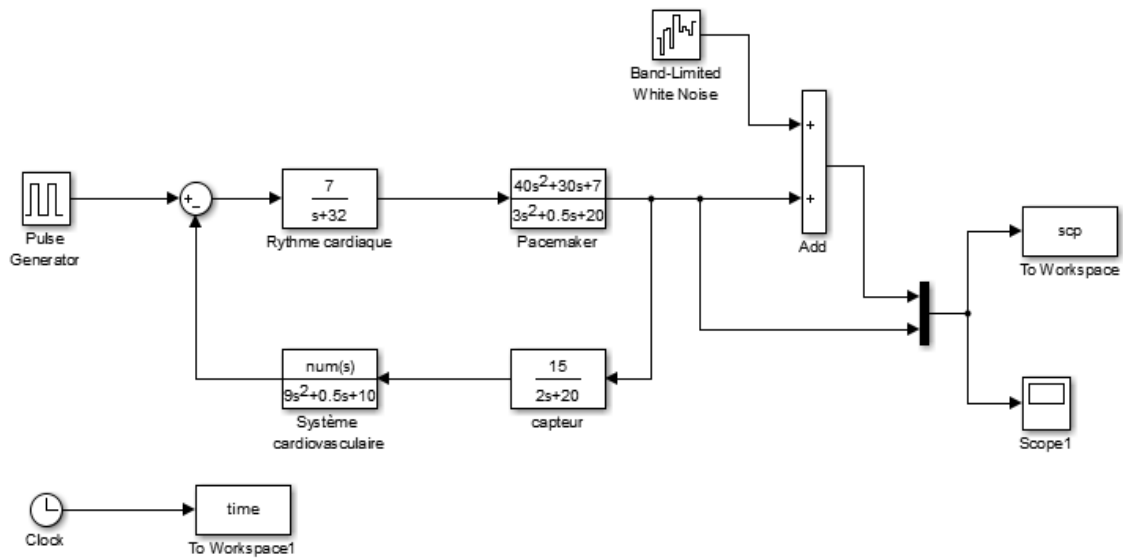 Band-Limited
White Noise
+
+
Add
Pulse
Generator
+
-
7
s+32
Rythme cardiaque
40s²+30s+7
3s²+0.5s+20
Pacemaker
scp
To Workspace
num(s)
9s²+0.5s+10
Système
cardiovasculaire
15
2s+20
capteur
Scope1
Clock
time
To Workspace1